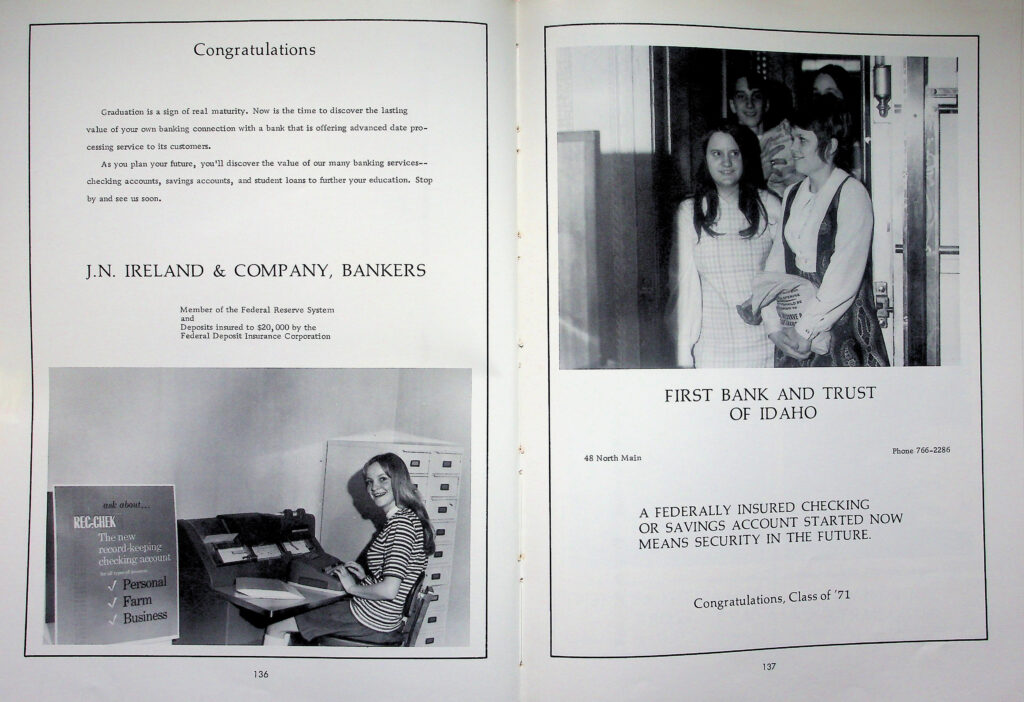 Congratulations
Graduation is a sign of real maturity. Now is the time to discover the lasting
value of your own banking connection with a bank that is offering advanced date pro-
cessing service to its customers.
As you plan your future, you'll discover the value of our many banking services--
checking accounts, savings accounts, and student loans to further your education. Stop
by and see us soon.
J.N. IRELAND & COMPANY, BANKERS
Member of the Federal Reserve System
and
Deposits insured to $20,000 by the
Federal Deposit Insurance Corporation
ask about...
REC-CHEK
The new
record-keeping
checking account
for all types of
✓ Personal
✓ Farm
✓ Business
136
FIRST BANK AND TRUST
OF IDAHO
48 North Main
Phone 766-2286
A FEDERALLY INSURED CHECKING
OR SAVINGS ACCOUNT STARTED NOW
MEANS SECURITY IN THE FUTURE.
Congratulations, Class of '71
137